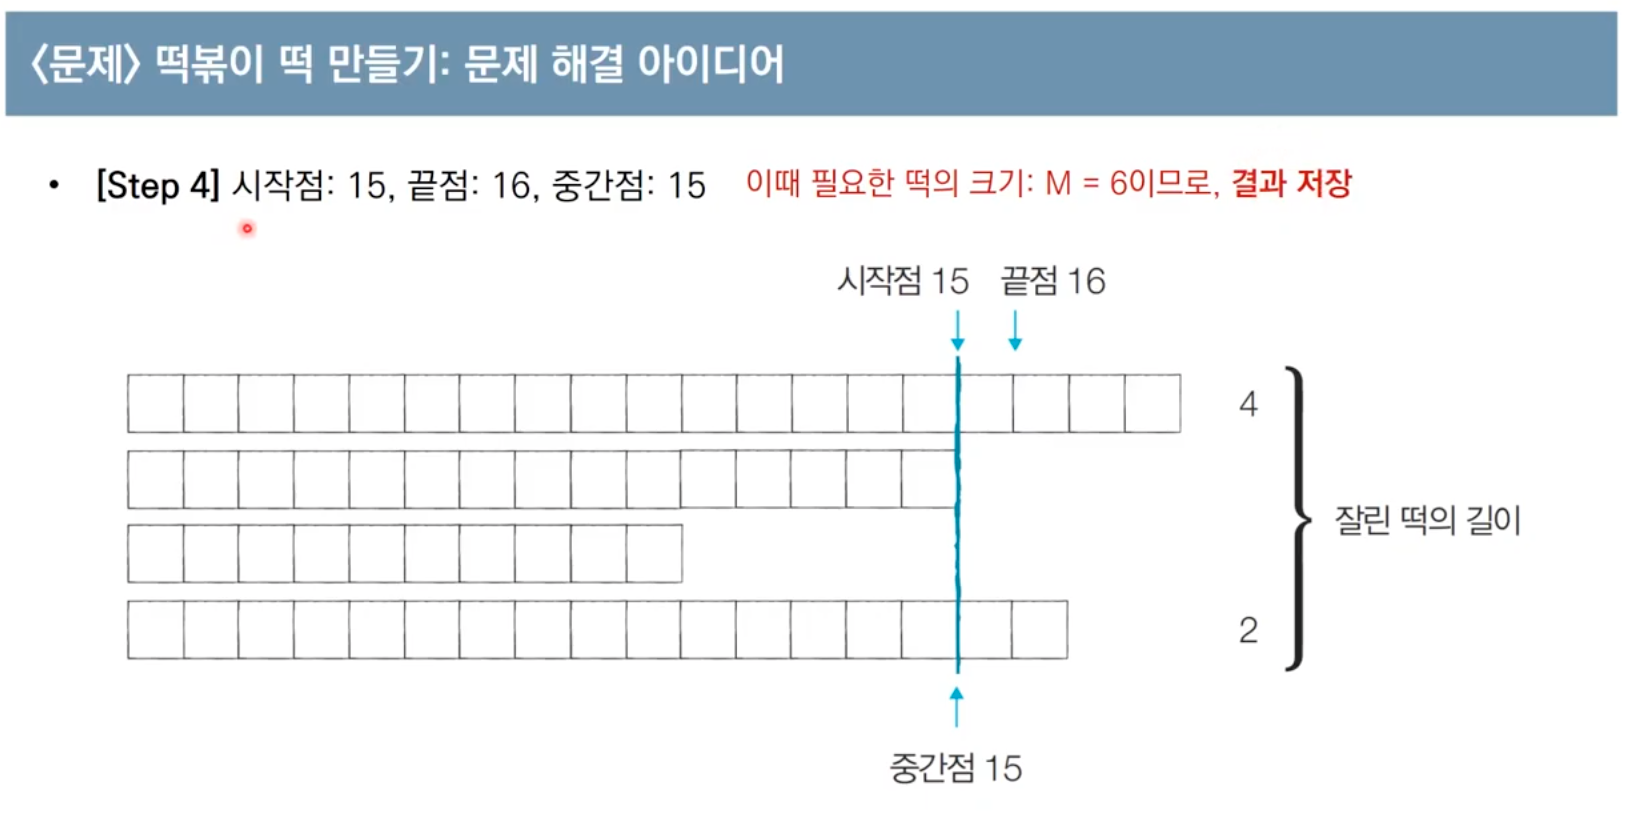 <문제> 떡볶이 떡 만들기: 문제 해결 아이디어
• [Step 4] 시작점: 15, 끝점: 16, 중간점: 15 이때 필요한 떡의 크기: M = 6이므로, 결과 저장
시작점 15 끝점 16
4
잘린 떡의 길이
2
중간점 15